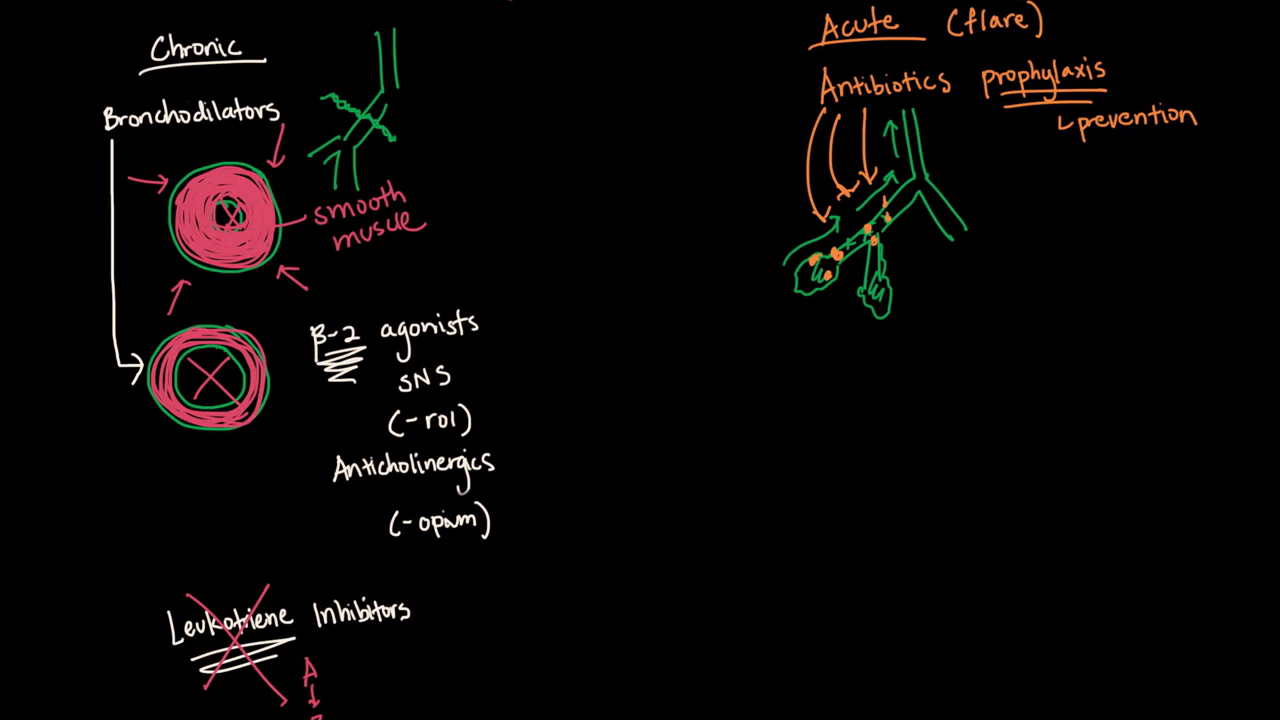 Chronic
Bronchodilators
smooth
muscle
B-2 agonists
SNS
(-rol)
Anticholinergics
(-opium)
Leukotriene Inhibitors
A
Acute (flare)
Antibiotics prophylaxis
prevention